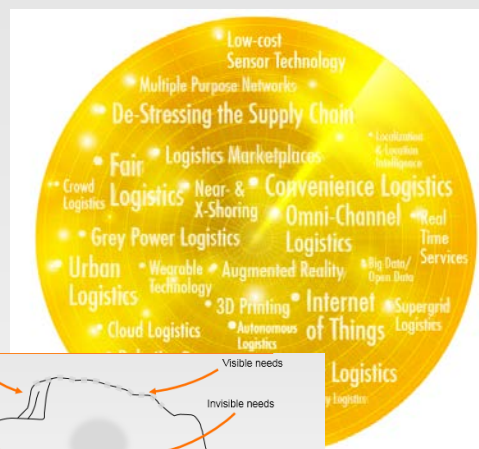 Low-cost
Sensor Technology
Multiple Purpose Networks
De-Stressing the Supply Chain
Localization
& Location
Intelligence
Logistics Marketplaces
Fair
Logistics
Crowd
Logistics
Near- &
X-Shoring
Convenience Logistics
Omni-Channel
Logistics
Real
Time
Services
Grey Power Logistics
Urban
Logistics
Wearable
Technology
Augmented Reality
Big Data/
Open Data
3D Printing
Internet
of Things
Supergrid
Logistics
Cloud Logistics
Autonomous
Logistics
Logistics
Logistics
Visible needs
Invisible needs